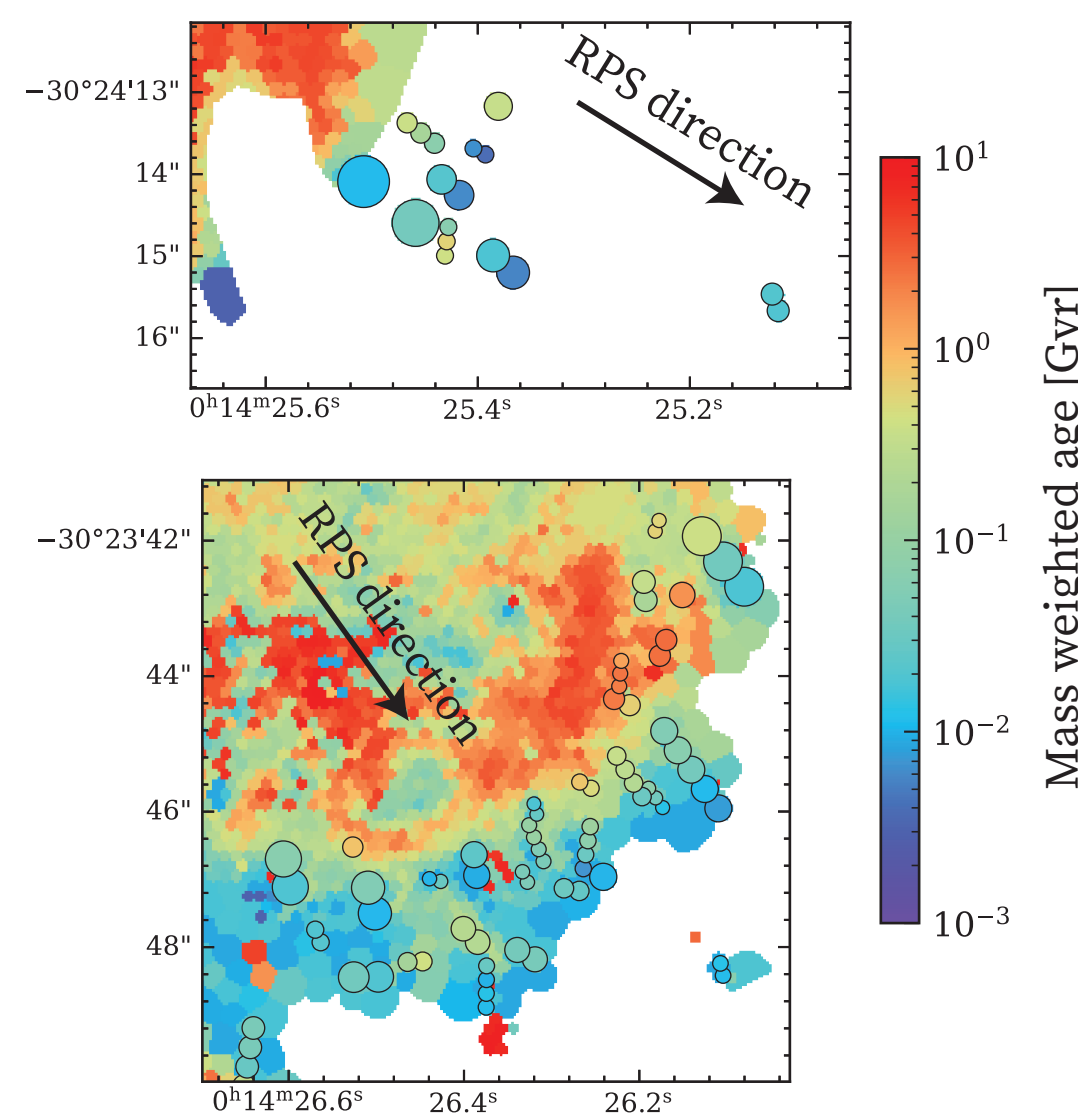 RPS direction
−30°24'13"
14"
15"
16"
0ʰ14ᵐ25.6ˢ 25.4ˢ 25.2ˢ
10¹
10⁰
10⁻¹
10⁻²
10⁻³
Mass weighted age [Gyr]
RPS direction
−30°23'42"
44"
46"
48"
0ʰ14ᵐ26.6ˢ 26.4ˢ 26.2ˢ